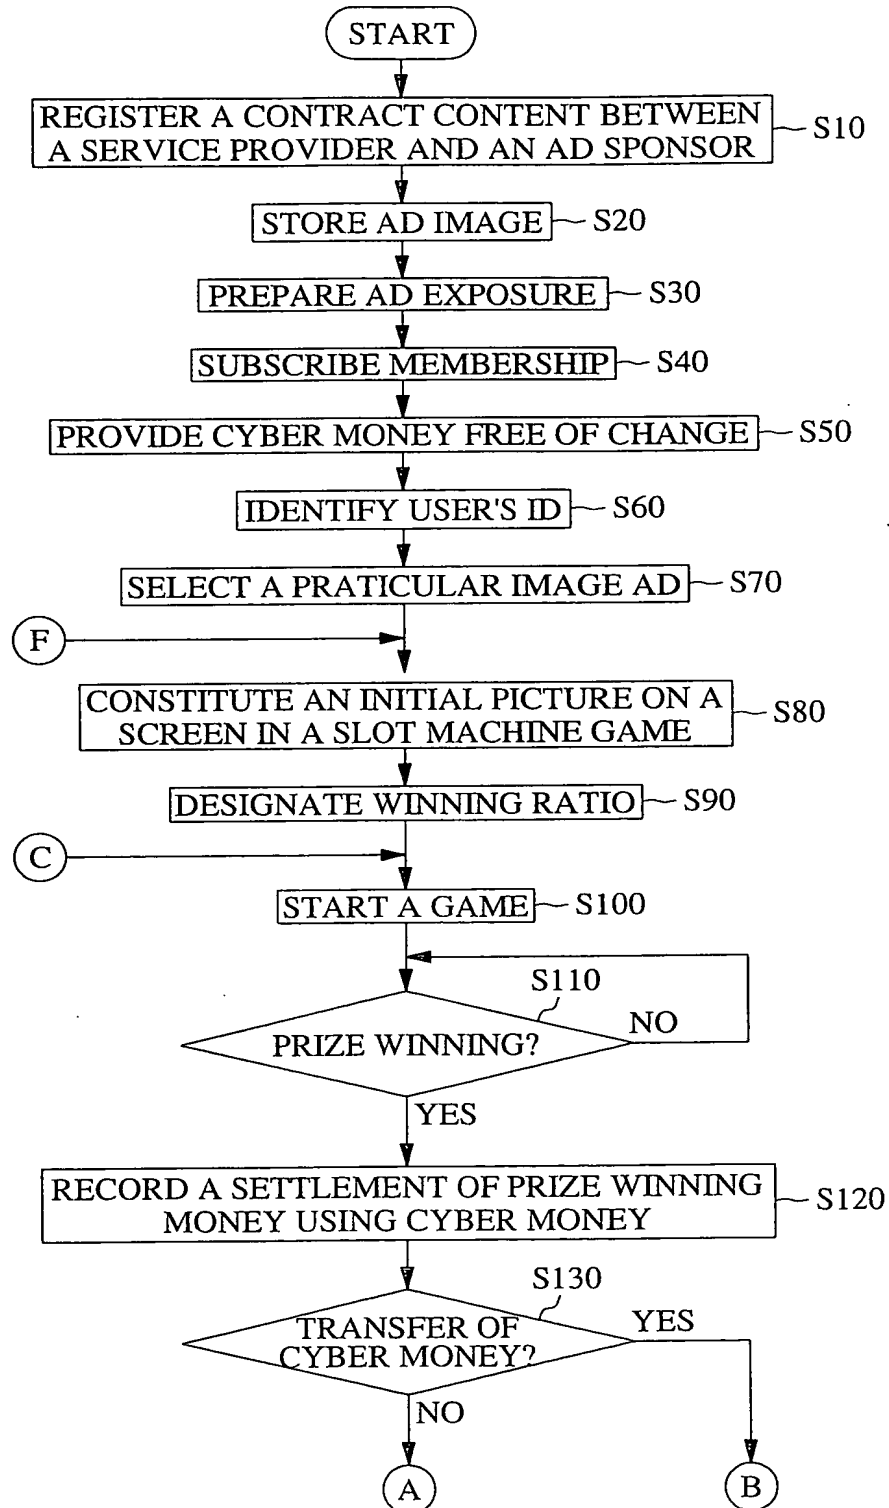 START
REGISTER A CONTRACT CONTENT BETWEEN
A SERVICE PROVIDER AND AN AD SPONSOR
S10
STORE AD IMAGE
S20
PREPARE AD EXPOSURE
S30
SUBSCRIBE MEMBERSHIP
S40
PROVIDE CYBER MONEY FREE OF CHANGE
S50
IDENTIFY USER'S ID
S60
SELECT A PRATICULAR IMAGE AD
S70
F
CONSTITUTE AN INITIAL PICTURE ON A
SCREEN IN A SLOT MACHINE GAME
S80
DESIGNATE WINNING RATIO
S90
C
START A GAME
S100
S110
PRIZE WINNING?
NO
YES
RECORD A SETTLEMENT OF PRIZE WINNING
MONEY USING CYBER MONEY
S120
S130
TRANSFER OF
CYBER MONEY?
YES
NO
A
B